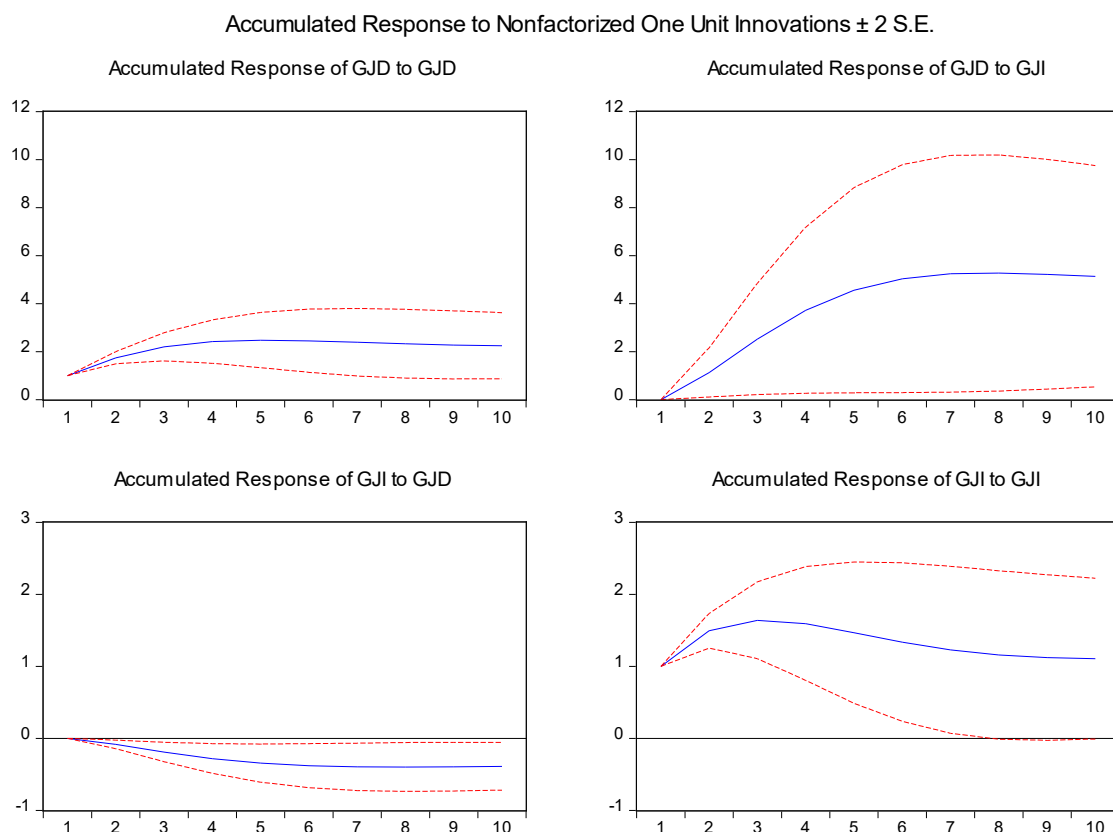 Accumulated Response to Nonfactorized One Unit Innovations ± 2 S.E.
Accumulated Response of GJD to GJD
12
10
8
6
4
2
0
1 2 3 4 5 6 7 8 9 10
Accumulated Response of GJD to GJI
12
10
8
6
4
2
0
1 2 3 4 5 6 7 8 9 10
Accumulated Response of GJI to GJD
3
2
1
0
-1
1 2 3 4 5 6 7 8 9 10
Accumulated Response of GJI to GJI
3
2
1
0
-1
1 2 3 4 5 6 7 8 9 10